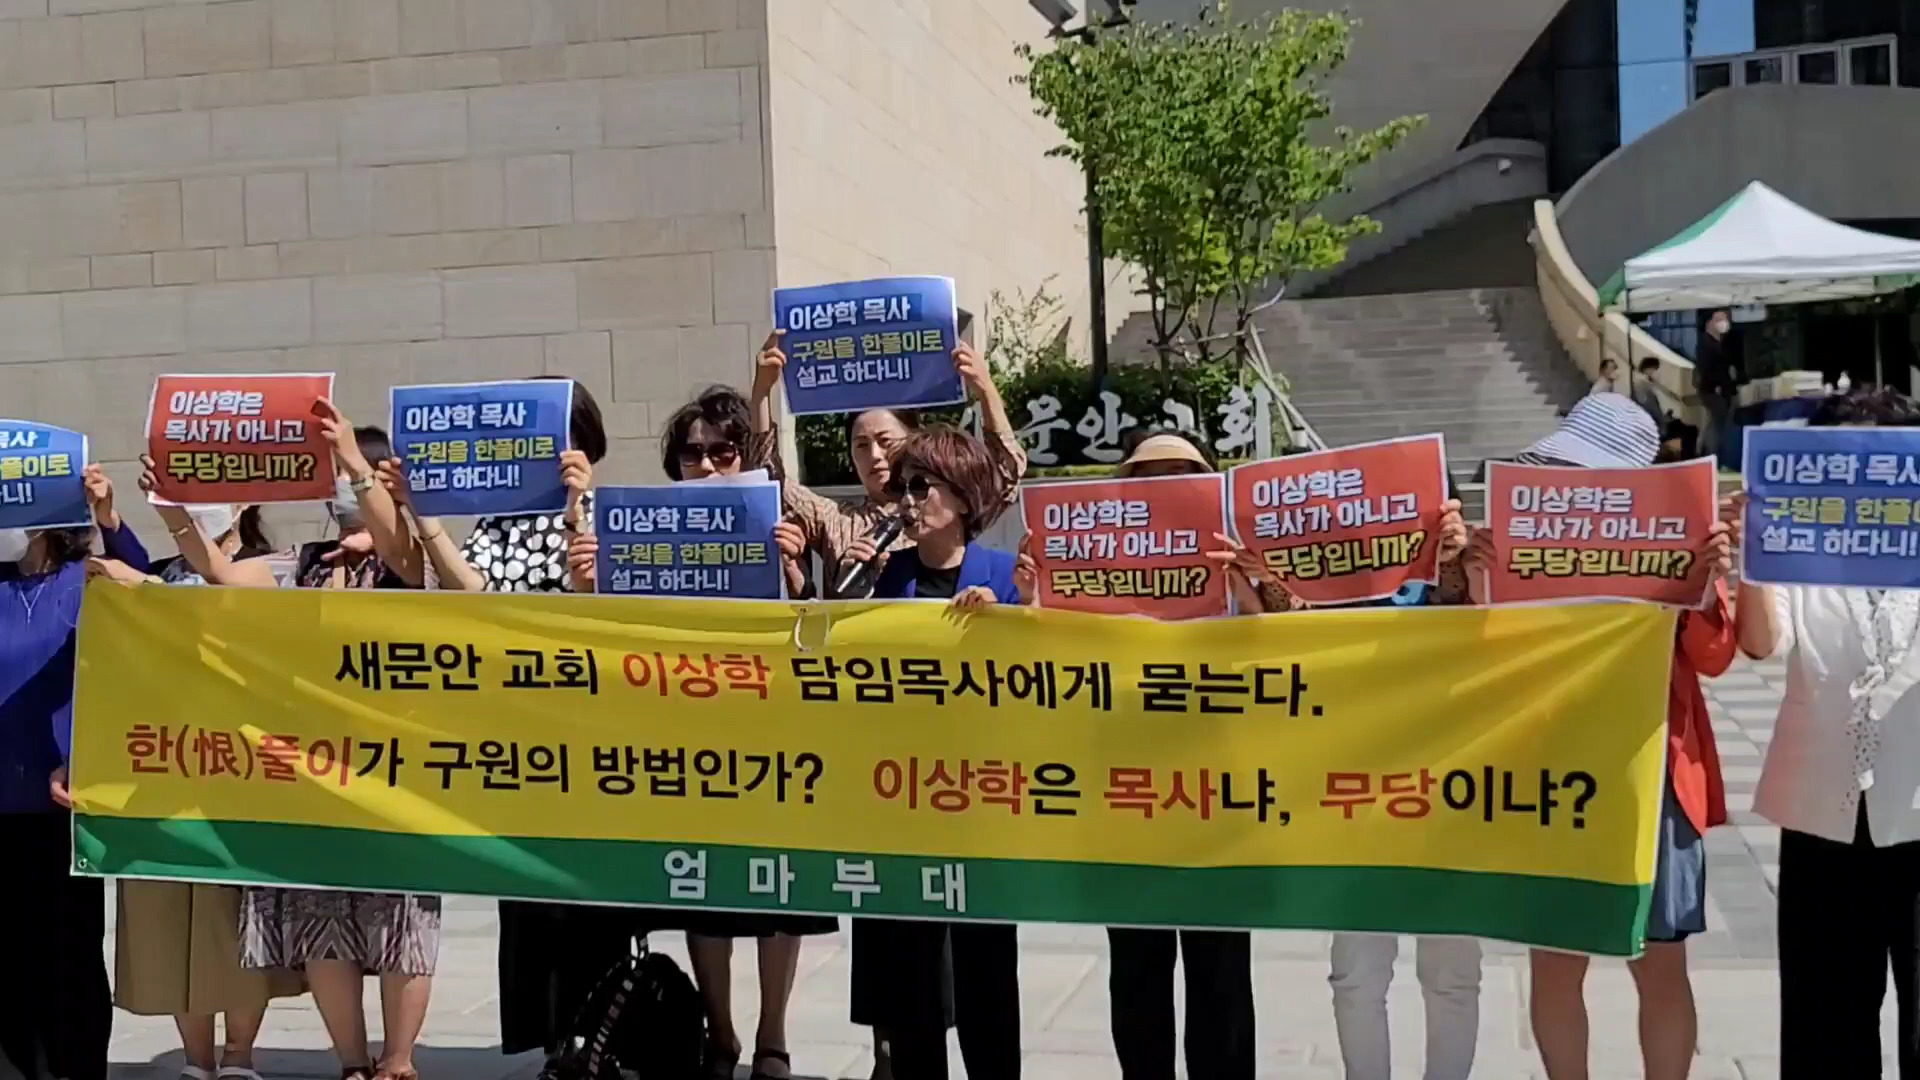 이상학 목사
구원을 한풀이로
설교 하다니!
목사
풀이로
니!
이상학은
목사가 아니고
무당입니까?
이상학 목사
구원을 한풀이로
설교 하다니!
이상학 목사
구원을 한풀이로
설교 하다니!
문안교회
이상학은
목사가 아니고
무당입니까?
이상학은
목사가 아니고
무당입니까?
이상학은
목사가 아니고
무당입니까?
이상학 목사
구원을 한풀이
설교 하다니!
새문안 교회 이상학 담임목사에게 묻는다.
한(恨)풀이가 구원의 방법인가? 이상학은 목사냐, 무당이냐?
엄마부대